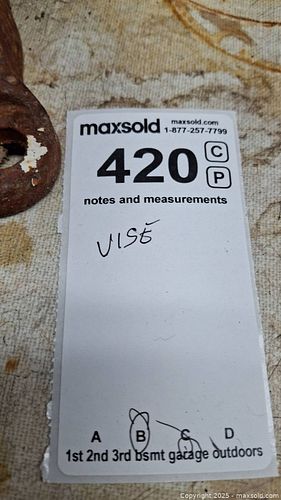 maxsold maxsold.com
1-877-257-7799
420 C
P
notes and measurements
VISE
A B C D
1st 2nd 3rd bsmt garage outdoors
Copyright 2025 - maxsold.com